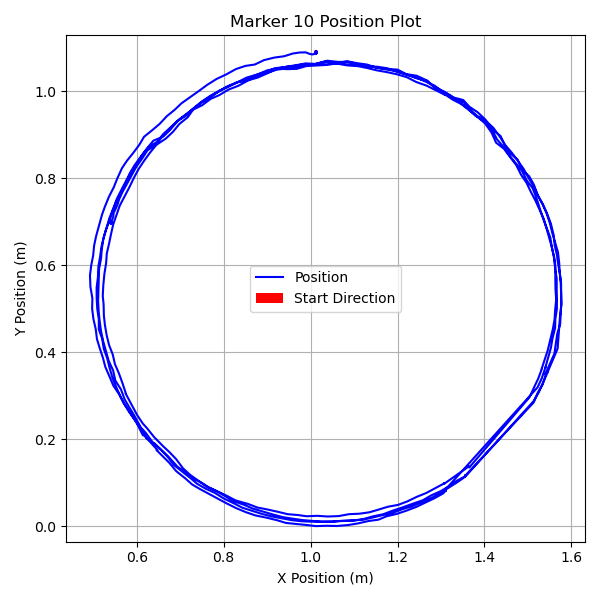 Marker 10 Position Plot
Y Position (m)
1.0
0.8
0.6
0.4
0.2
0.0
Position
Start Direction
0.6 0.8 1.0 1.2 1.4 1.6
X Position (m)